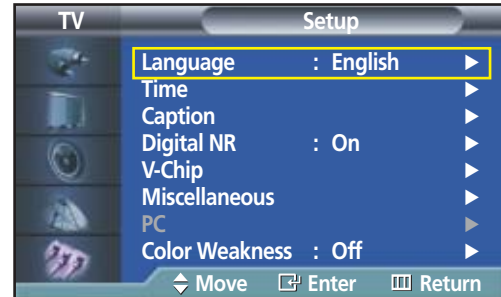 TV Setup
Language : English
Time
Caption
Digital NR : On
V-Chip
Miscellaneous
PC
Color Weakness : Off
Move Enter Return